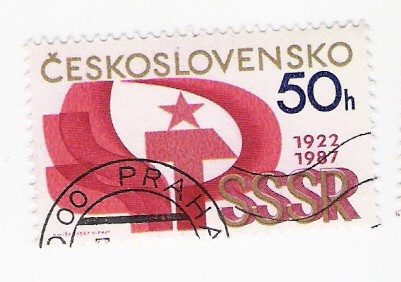 ČESKOSLOVENSKO
50h
1922
1987
SSSR
PRAHA